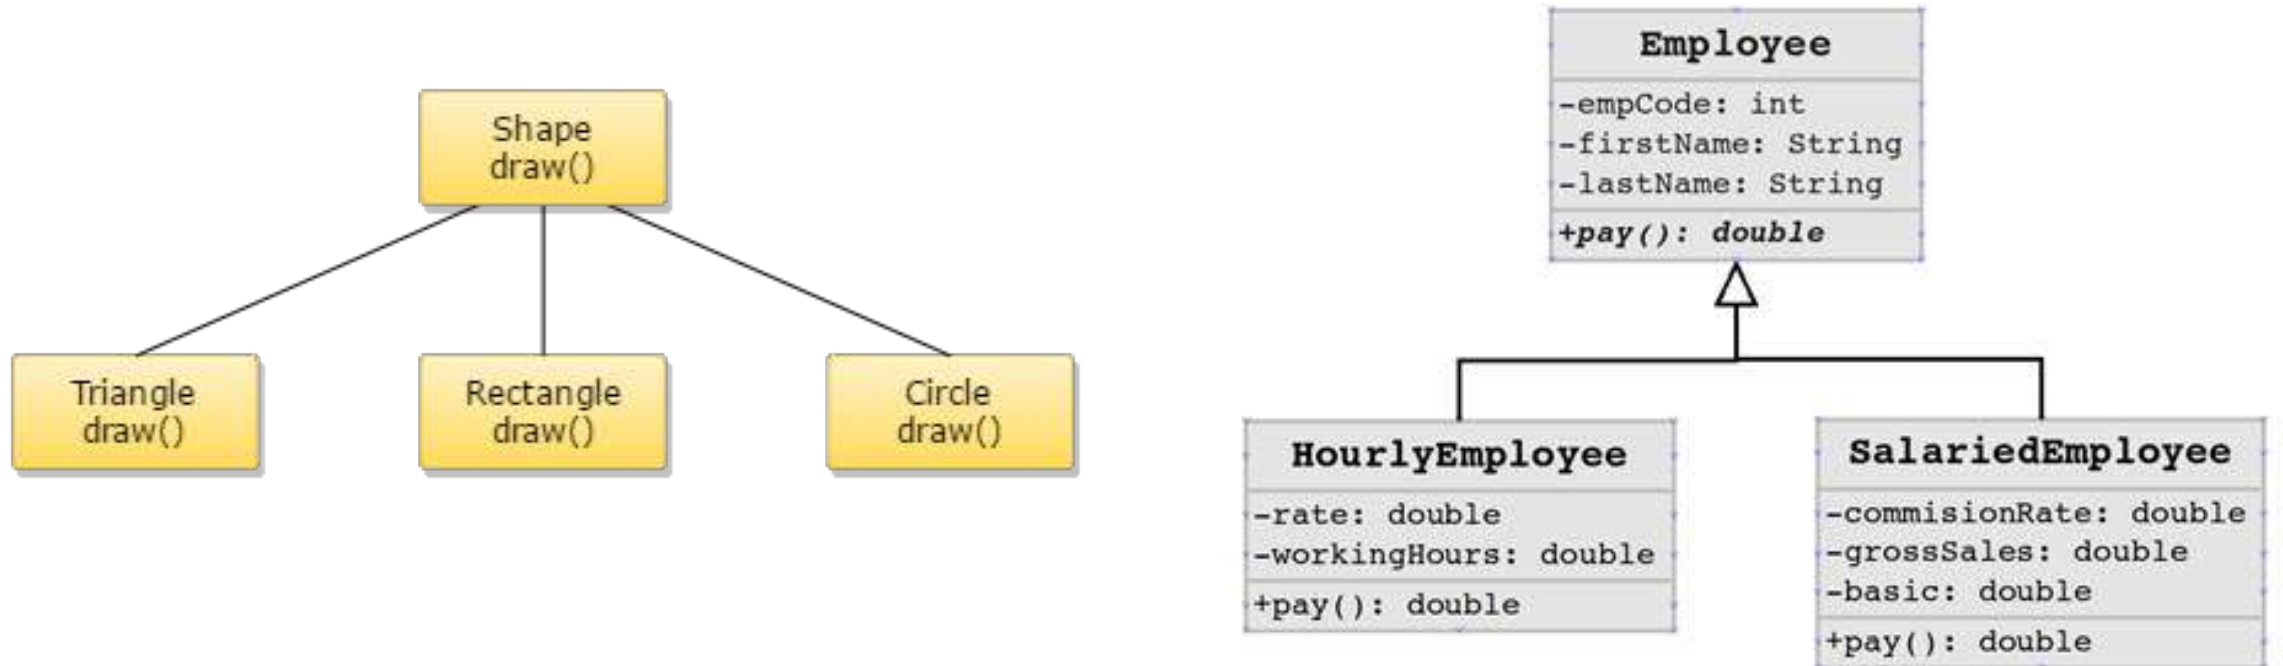 Shape
draw()
Triangle
draw()
Rectangle
draw()
Circle
draw()
Employee
-empCode: int
-firstName: String
-lastName: String
+pay(): double
HourlyEmployee
-rate: double
-workingHours: double
+pay(): double
SalariedEmployee
-commisionRate: double
-grossSales: double
-basic: double
+pay(): double